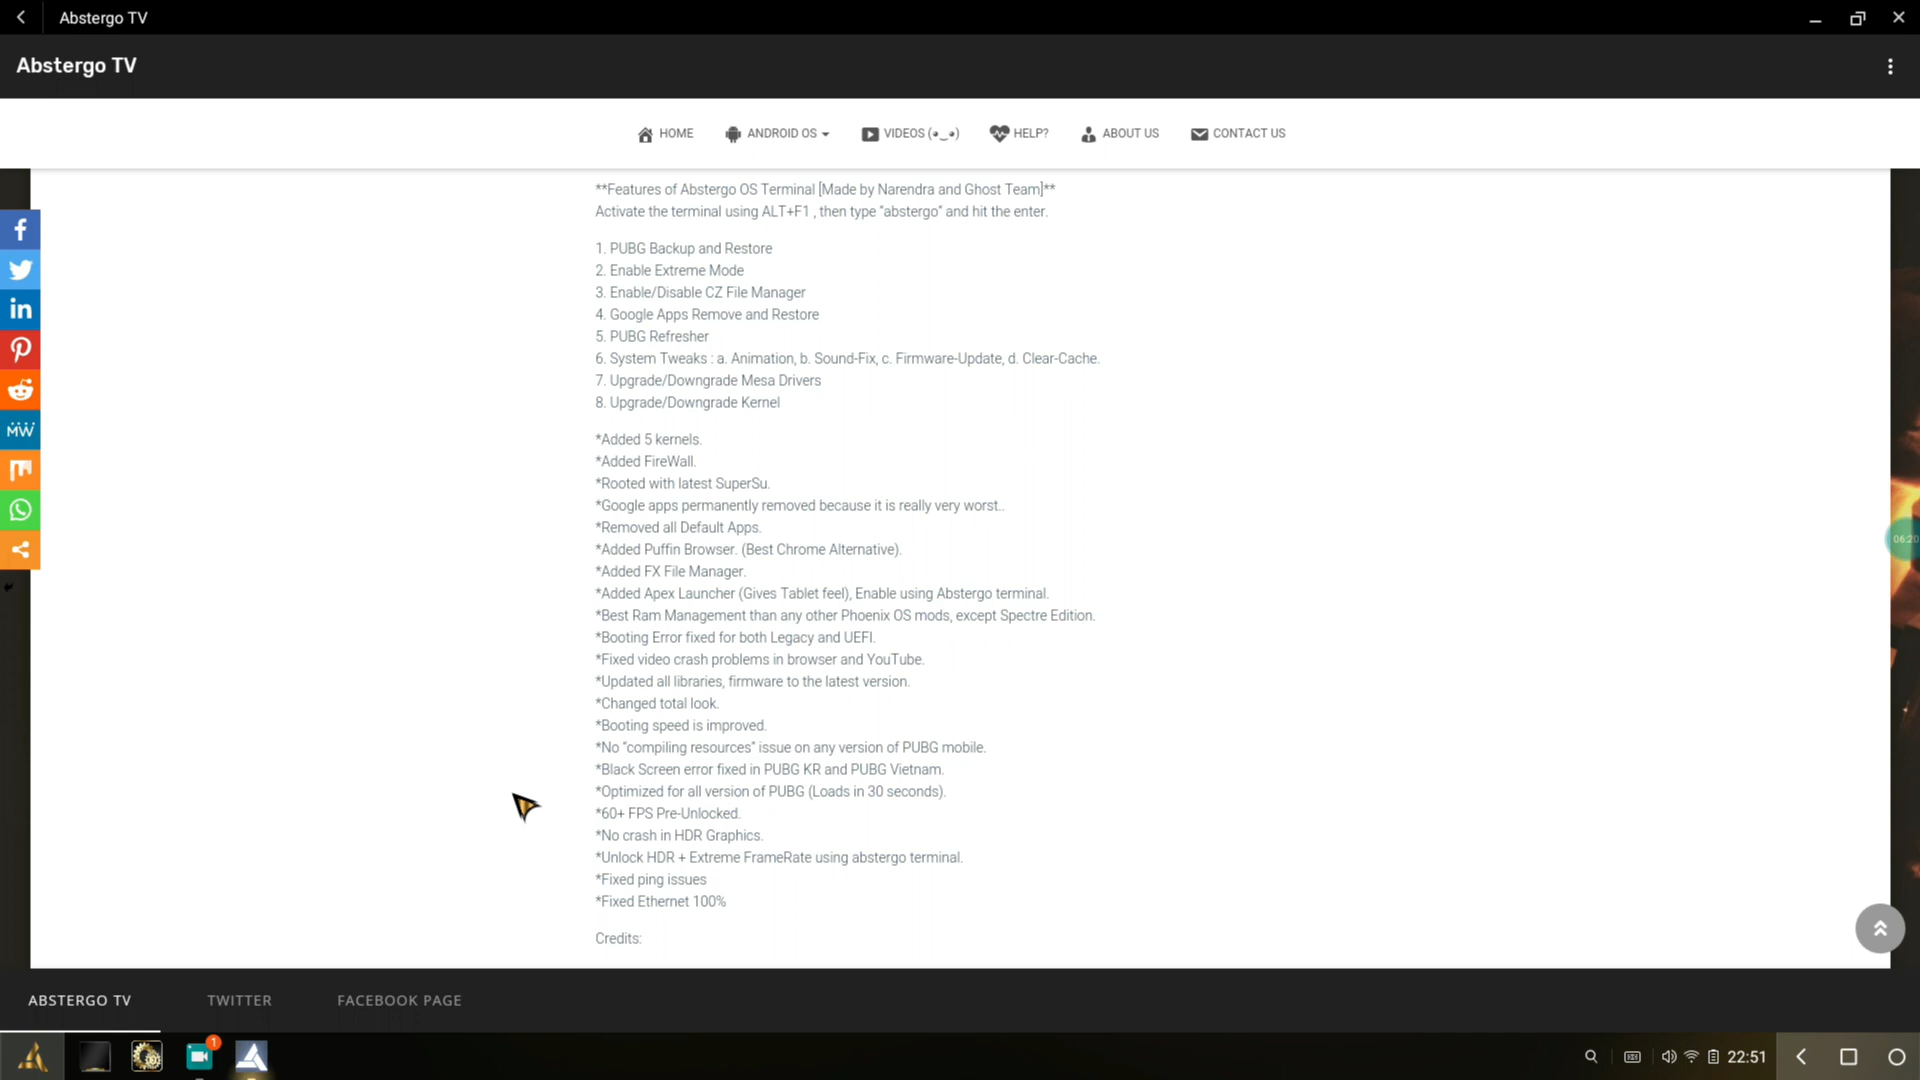 Abstergo TV
Abstergo TV
HOME ANDROID OS VIDEOS (◕‿◕) HELP? ABOUT US CONTACT US
**Features of Abstergo OS Terminal [Made by Narendra and Ghost Team]**
Activate the terminal using ALT+F1 , then type “abstergo” and hit the enter.
1. PUBG Backup and Restore
2. Enable Extreme Mode
3. Enable/Disable CZ File Manager
4. Google Apps Remove and Restore
5. PUBG Refresher
6. System Tweaks : a. Animation, b. Sound-Fix, c. Firmware-Update, d. Clear-Cache.
7. Upgrade/Downgrade Mesa Drivers
8. Upgrade/Downgrade Kernel
*Added 5 kernels.
*Added FireWall.
*Rooted with latest SuperSu.
*Google apps permanently removed because it is really very worst..
*Removed all Default Apps.
*Added Puffin Browser. (Best Chrome Alternative).
*Added FX File Manager.
*Added Apex Launcher (Gives Tablet feel), Enable using Abstergo terminal.
*Best Ram Management than any other Phoenix OS mods, except Spectre Edition.
*Booting Error fixed for both Legacy and UEFI.
*Fixed video crash problems in browser and YouTube.
*Updated all libraries, firmware to the latest version.
*Changed total look.
*Booting speed is improved.
*No “compiling resources” issue on any version of PUBG mobile.
*Black Screen error fixed in PUBG KR and PUBG Vietnam.
*Optimized for all version of PUBG (Loads in 30 seconds).
*60+ FPS Pre-Unlocked.
*No crash in HDR Graphics.
*Unlock HDR + Extreme FrameRate using abstergo terminal.
*Fixed ping issues
*Fixed Ethernet 100%
Credits:
06:20
ABSTERGO TV TWITTER FACEBOOK PAGE
1
22:51